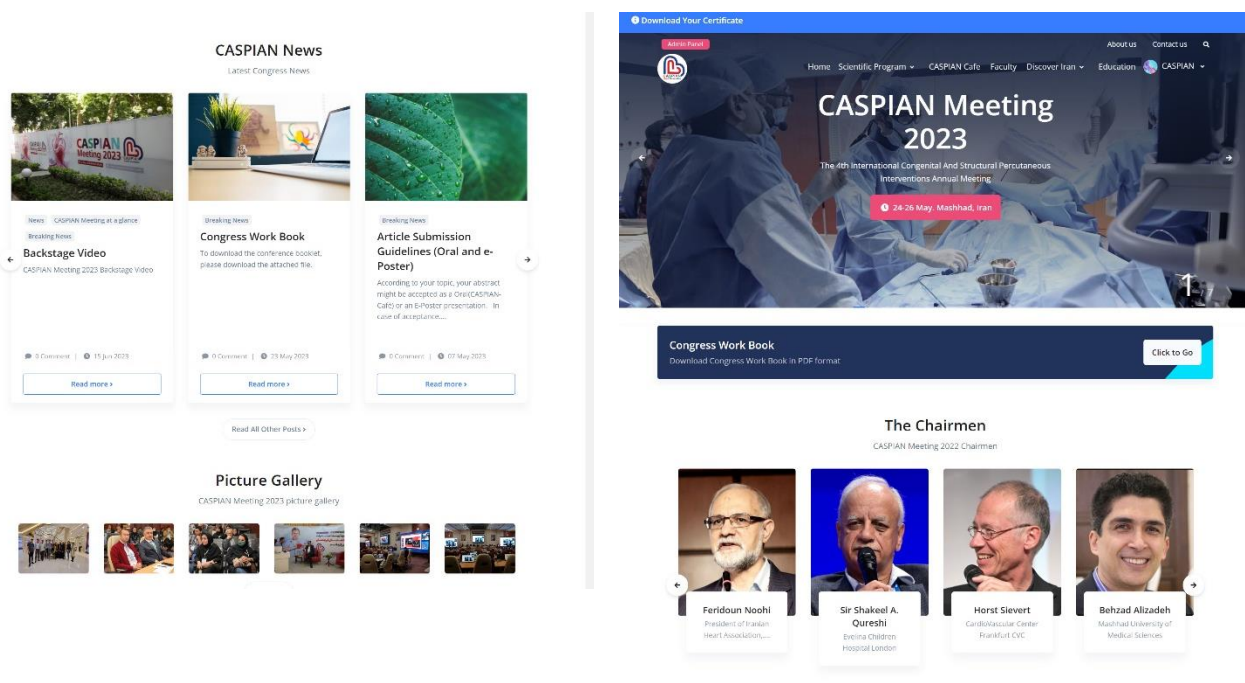 CASPIAN News
Latest Congress News
CASPIAN
Meeting 2023
News CASPIAN Meeting at a glance
Breaking News
Backstage Video
CASPIAN Meeting 2023 Backstage Video
0 Comment | 15 Jun 2023
Read more >
Breaking News
Congress Work Book
To download the conference booklet,
please download the attached file.
0 Comment | 23 May 2023
Read more >
Breaking News
Article Submission
Guidelines (Oral and e-
Poster)
According to your topic, your abstract
might be accepted as a Oral(CASPIAN-
Café) or an E-Poster presentation. In
case of acceptance....
0 Comment | 07 May 2023
Read more >
Read All Other Posts >
Picture Gallery
CASPIAN Meeting 2023 picture gallery
Download Your Certificate
Admin Panel
About us Contact us
Home Scientific Program CASPIAN Cafe Faculty Discover Iran Education CASPIAN
CASPIAN Meeting
2023
The 4th International Congenital And Structural Percutaneous
Interventions Annual Meeting
24-26 May. Mashhad, Iran
1 / 7
Congress Work Book
Download Congress Work Book in PDF format
Click to Go
The Chairmen
CASPIAN Meeting 2022 Chairmen
Feridoun Noohi
President of Iranian
Heart Association,....
Sir Shakeel A.
Qureshi
Evelina Children
Hospital London
Horst Sievert
CardioVascular Center
Frankfurt CVC
Behzad Alizadeh
Mashhad University of
Medical Sciences